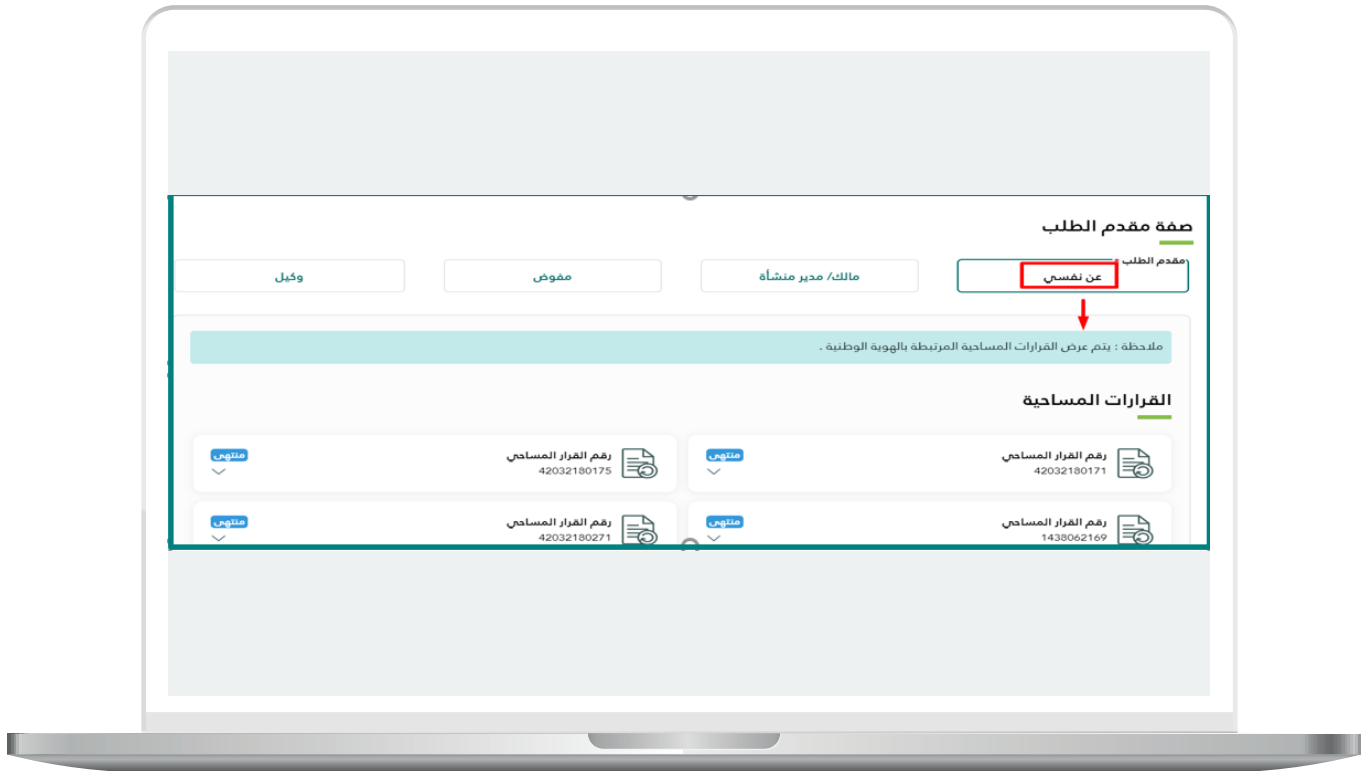 صفة مقدم الطلب
مقدم الطلب *
عن نفسي
مالك/ مدير منشأة
مفوض
وكيل
ملاحظة : يتم عرض القرارات المساحية المرتبطة بالهوية الوطنية .
القرارات المساحية
رقم القرار المساحي
42032180171
منتهي
رقم القرار المساحي
42032180175
منتهي
رقم القرار المساحي
1438062169
منتهي
رقم القرار المساحي
42032180271
منتهي